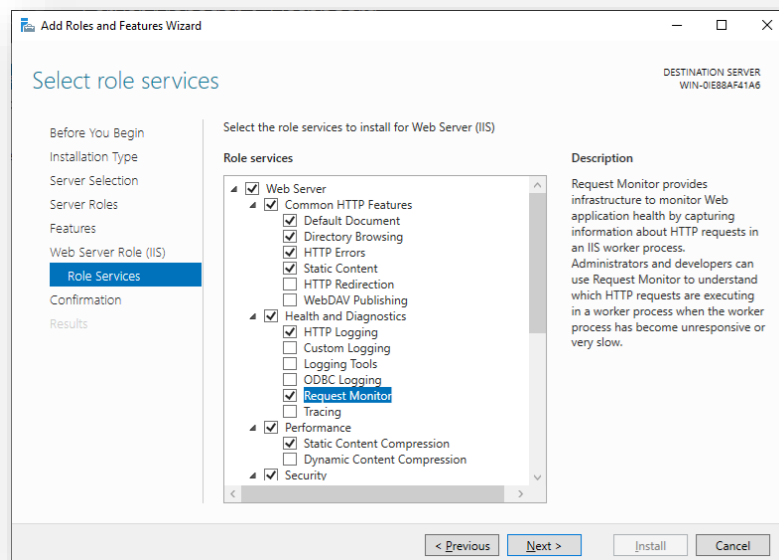 Add Roles and Features Wizard
Select role services
DESTINATION SERVER
WIN-0IE88AF41A6
Before You Begin
Installation Type
Server Selection
Server Roles
Features
Web Server Role (IIS)
Role Services
Confirmation
Results
Select the role services to install for Web Server (IIS)
Role services
Web Server
Common HTTP Features
Default Document
Directory Browsing
HTTP Errors
Static Content
HTTP Redirection
WebDAV Publishing
Health and Diagnostics
HTTP Logging
Custom Logging
Logging Tools
ODBC Logging
Request Monitor
Tracing
Performance
Static Content Compression
Dynamic Content Compression
Security
Description
Request Monitor provides
infrastructure to monitor Web
application health by capturing
information about HTTP requests in
an IIS worker process.
Administrators and developers can
use Request Monitor to understand
which HTTP requests are executing
in a worker process when the worker
process has become unresponsive or
very slow.
< Previous
Next >
Install
Cancel